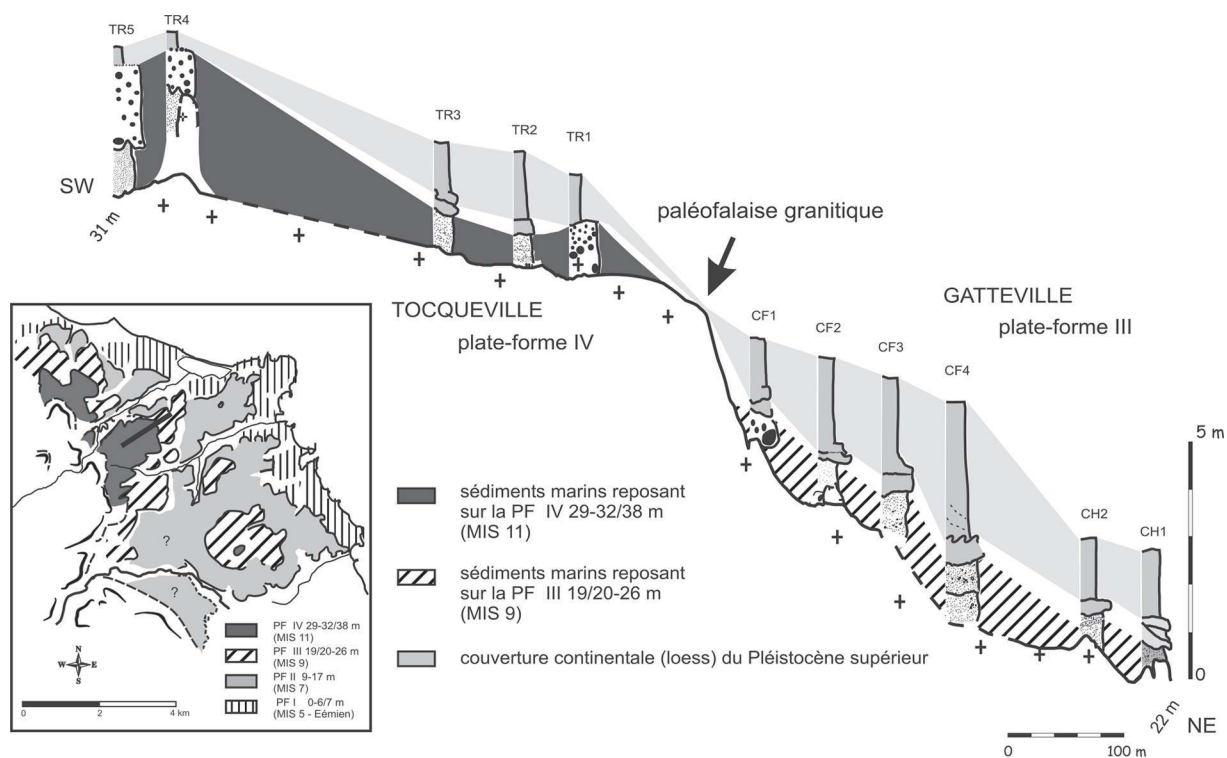 TR5
TR4
TR3
TR2
TR1
SW
31 m
paléofalaise granitique
TOCQUEVILLE
plate-forme IV
GATTEVILLE
plate-forme III
CF1
CF2
CF3
CF4
CH2
CH1
5 m
0
22 m
NE
0 100 m
sédiments marins reposant
sur la PF IV 29-32/38 m
(MIS 11)
sédiments marins reposant
sur la PF III 19/20-26 m
(MIS 9)
couverture continentale (loess) du Pléistocène supérieur
?
?
PF IV 29-32/38 m
(MIS 11)
PF III 19/20-26 m
(MIS 9)
PF II 9-17 m
(MIS 7)
PF I 0-6/7 m
(MIS 5 - Eémien)
N
W E
S
0 2 4 km